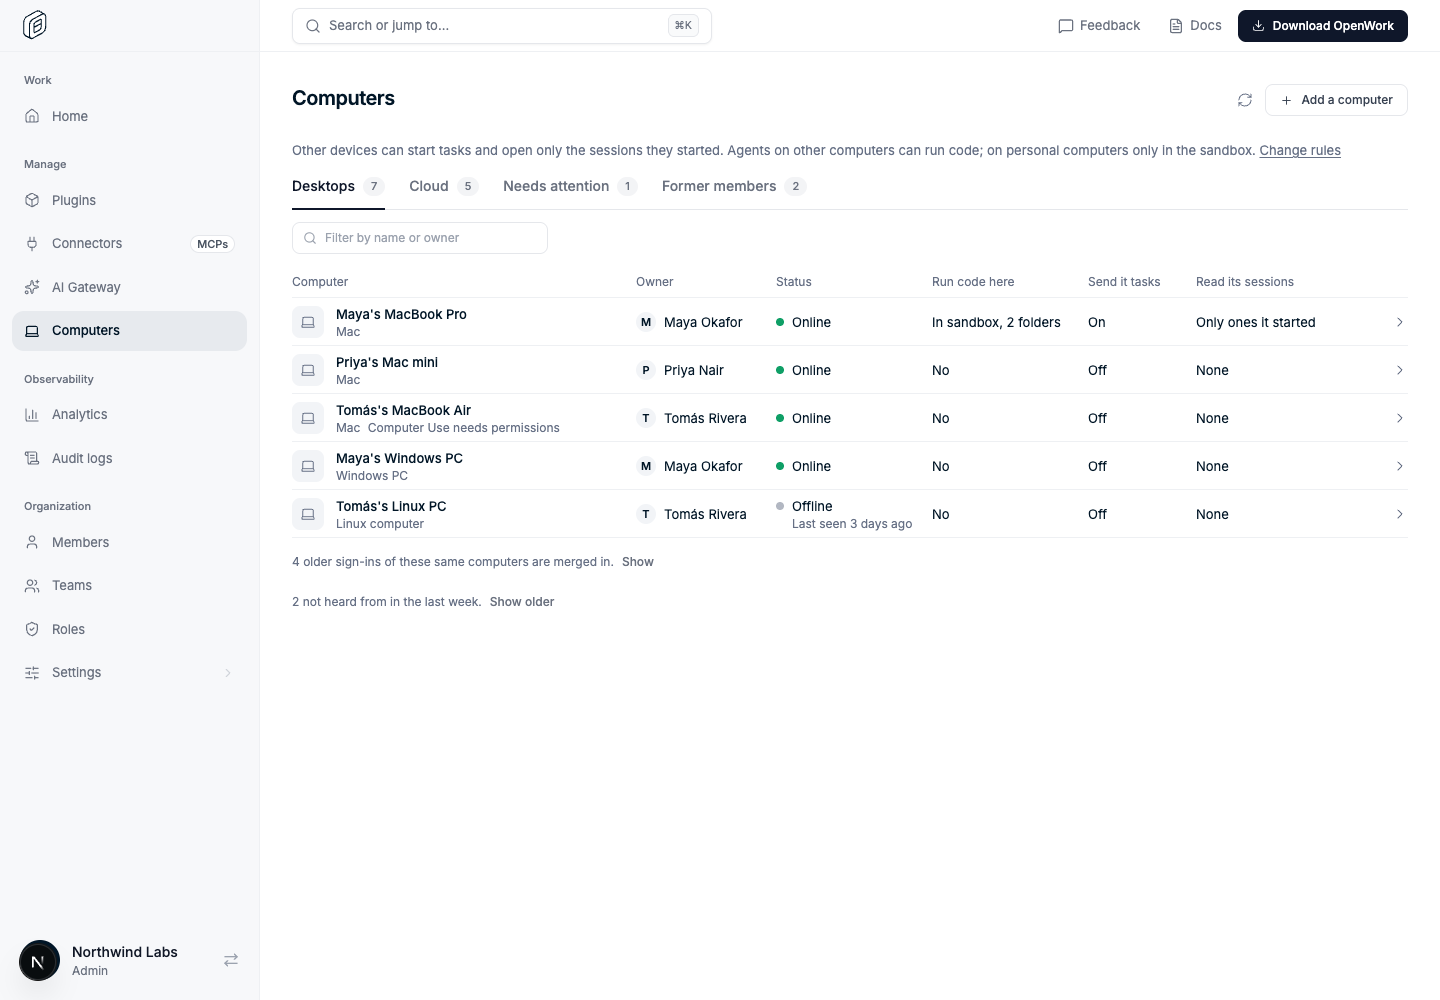 Search or jump to...
⌘K
Feedback
Docs
Download OpenWork
Work
Home
Manage
Plugins
Connectors
MCPs
AI Gateway
Computers
Observability
Analytics
Audit logs
Organization
Members
Teams
Roles
Settings
Northwind Labs
Admin
N
Computers
Add a computer
Other devices can start tasks and open only the sessions they started. Agents on other computers can run code; on personal computers only in the sandbox. Change rules
Desktops 7 Cloud 5 Needs attention 1 Former members 2
Filter by name or owner
Computer Owner Status Run code here Send it tasks Read its sessions
Maya's MacBook Pro
Mac
M Maya Okafor Online In sandbox, 2 folders On Only ones it started
Priya's Mac mini
Mac
P Priya Nair Online No Off None
Tomás's MacBook Air
Mac Computer Use needs permissions
T Tomás Rivera Online No Off None
Maya's Windows PC
Windows PC
M Maya Okafor Online No Off None
Tomás's Linux PC
Linux computer
T Tomás Rivera Offline
Last seen 3 days ago
No Off None
4 older sign-ins of these same computers are merged in. Show
2 not heard from in the last week. Show older